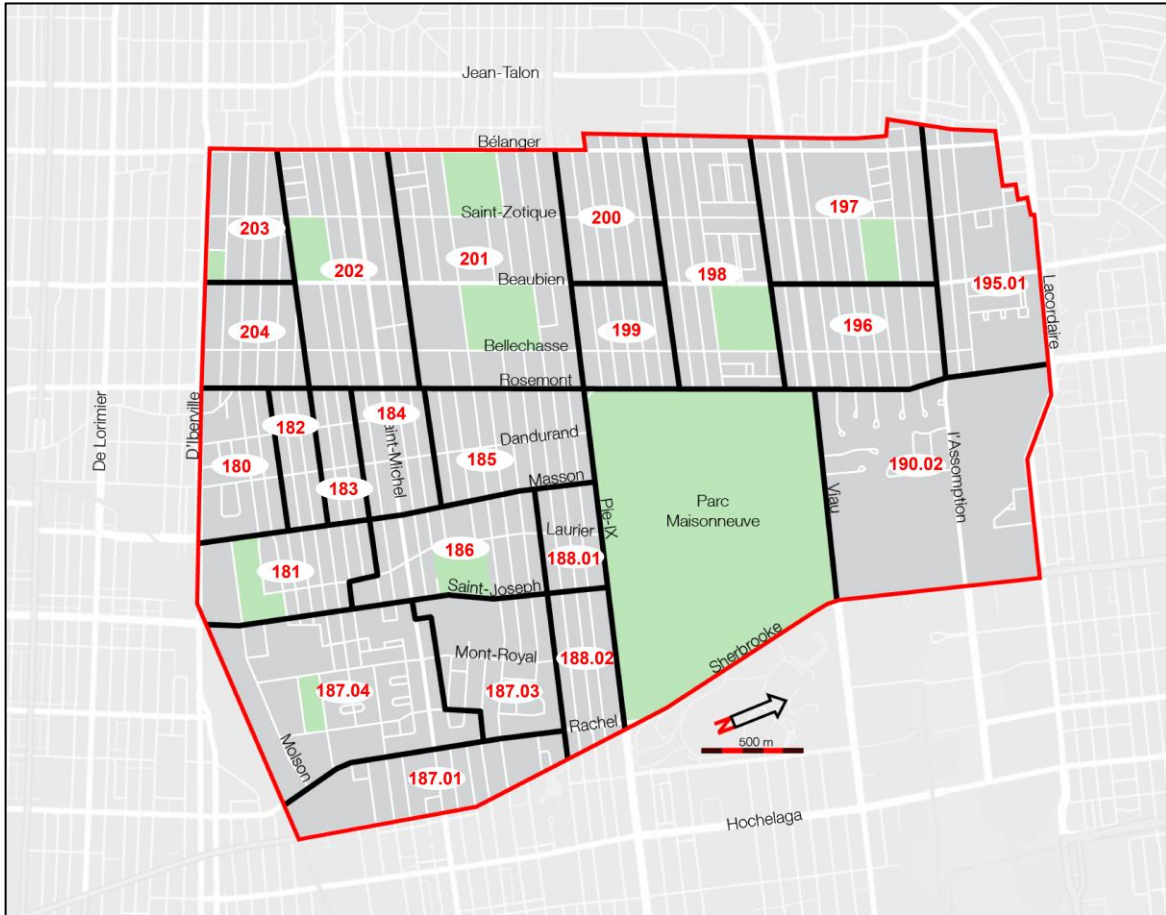 Jean-Talon
Bélanger
Saint-Zotique
203
200
197
202
201
198
Beaubien
195.01
Lacordaire
204
199
196
Bellechasse
Rosemont
De Lorimier
D'Iberville
182
184
aint-Michel
Dandurand
180
185
183
Masson
190.02
l'Assomption
Viau
Pie-IX
Parc
Maisonneuve
Laurier
186
188.01
181
Saint-Joseph
Sherbrooke
Mont-Royal
188.02
187.04
187.03
Rachel
N
500 m
Molson
187.01
Hochelaga